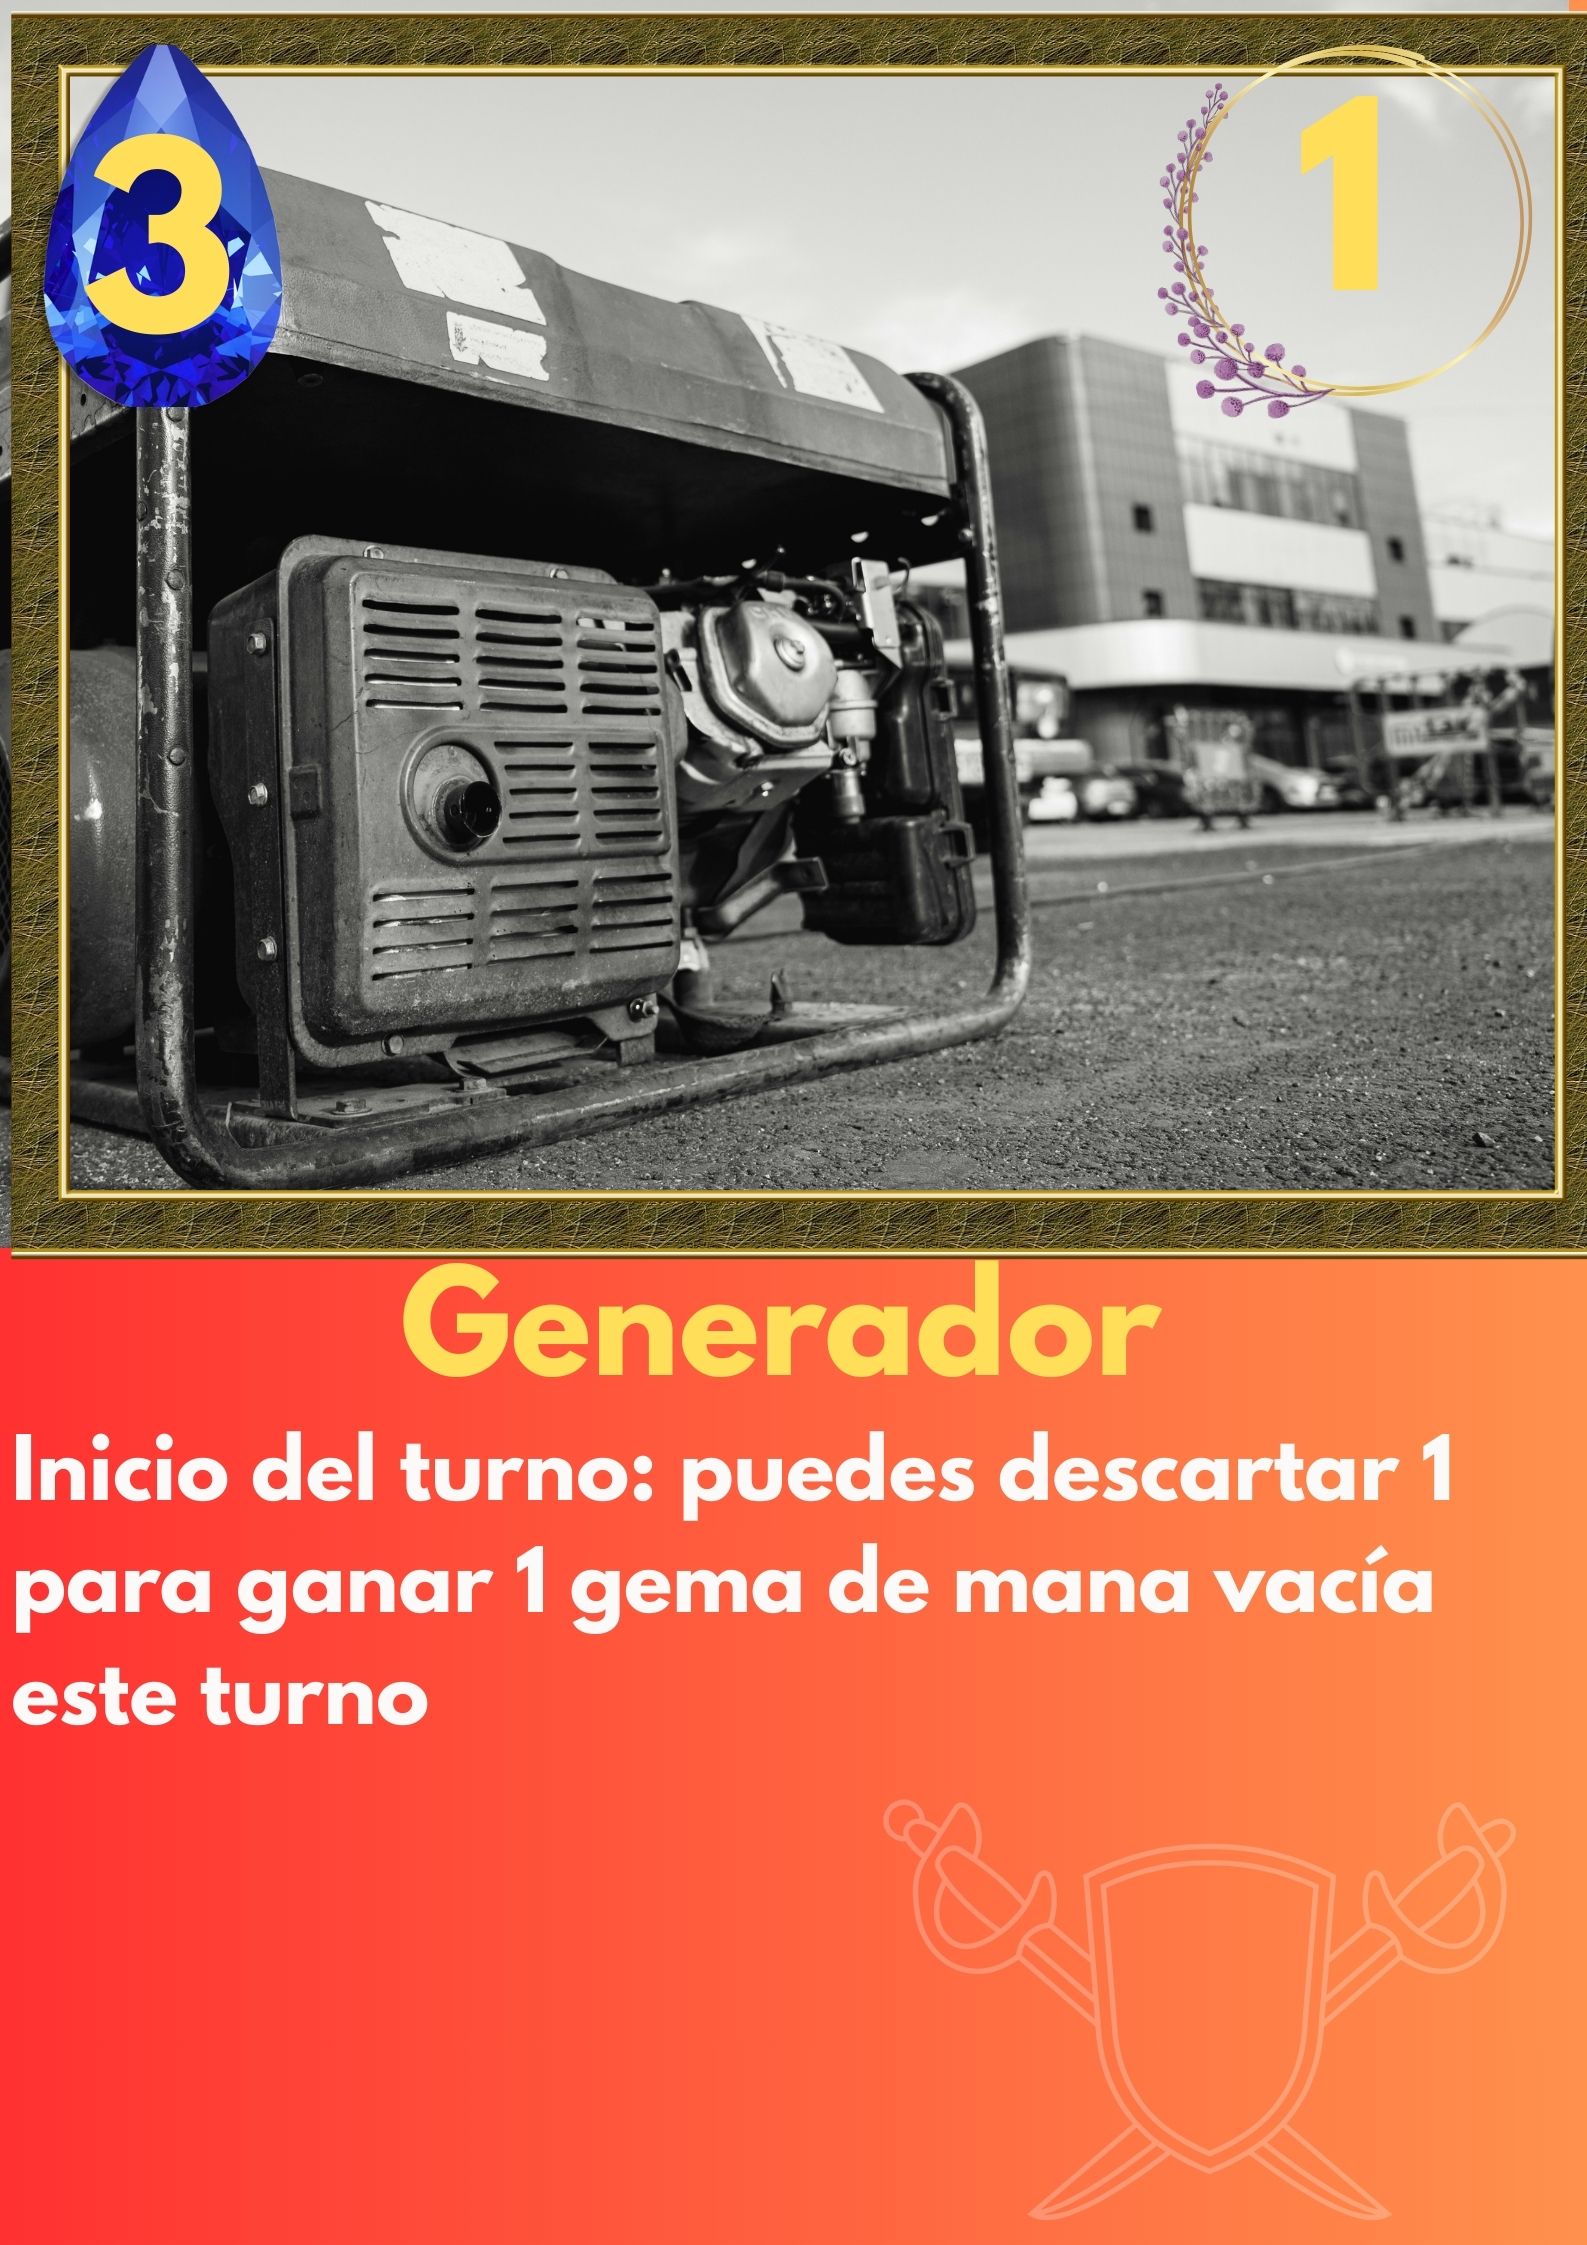 3
1
Generador
Inicio del turno: puedes descartar 1
para ganar 1 gema de mana vacía
este turno